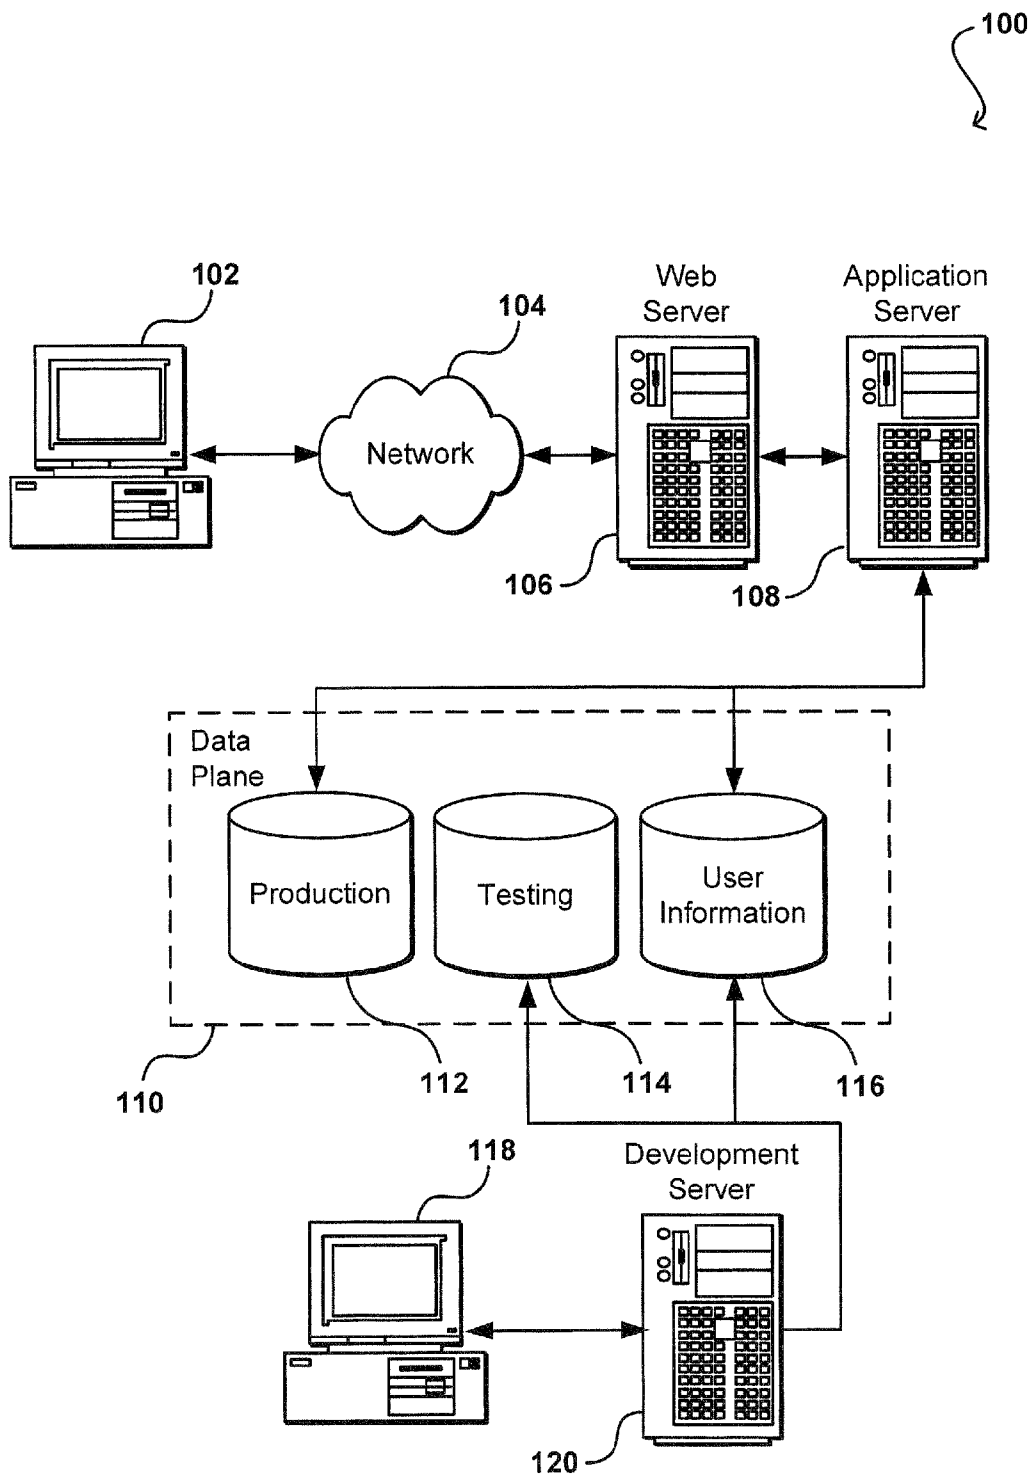 100
102
104
Web
Server
Application
Server
Network
106
108
Data
Plane
Production
Testing
User
Information
110
112
114
116
118
Development
Server
120